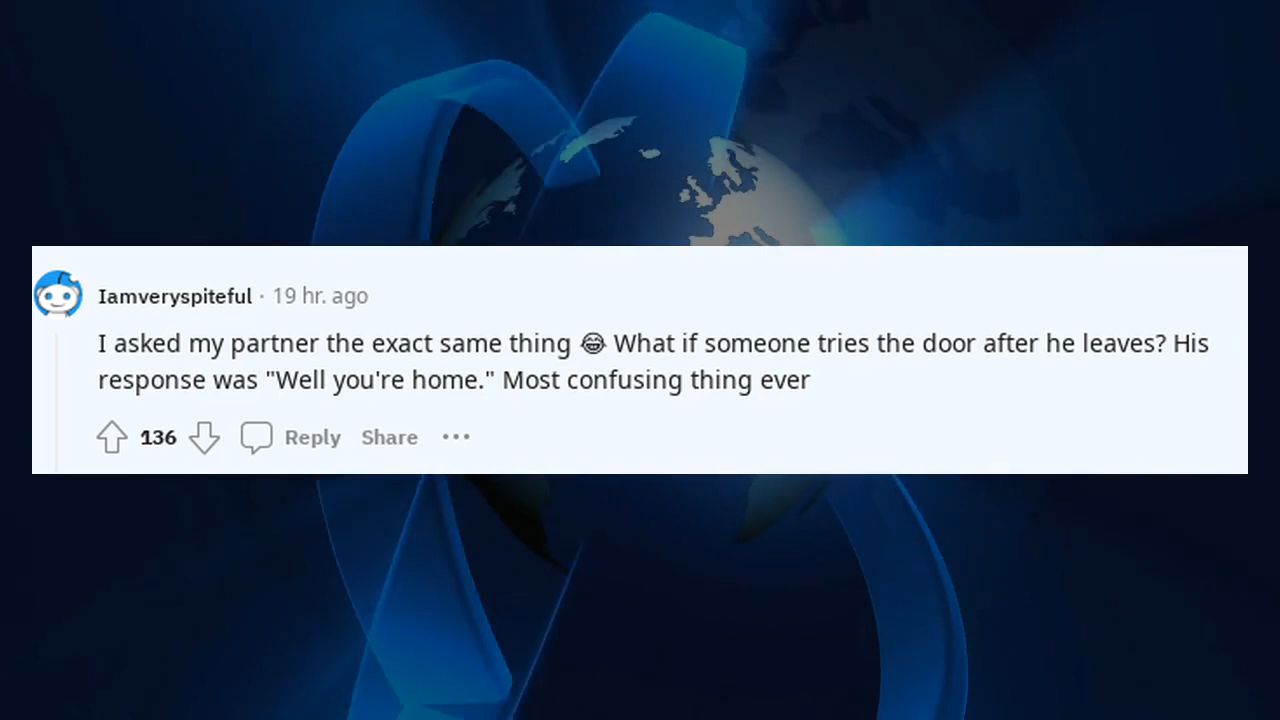 Iamveryspiteful · 19 hr. ago
I asked my partner the exact same thing 😂 What if someone tries the door after he leaves? His
response was "Well you're home." Most confusing thing ever
136 Reply Share ···